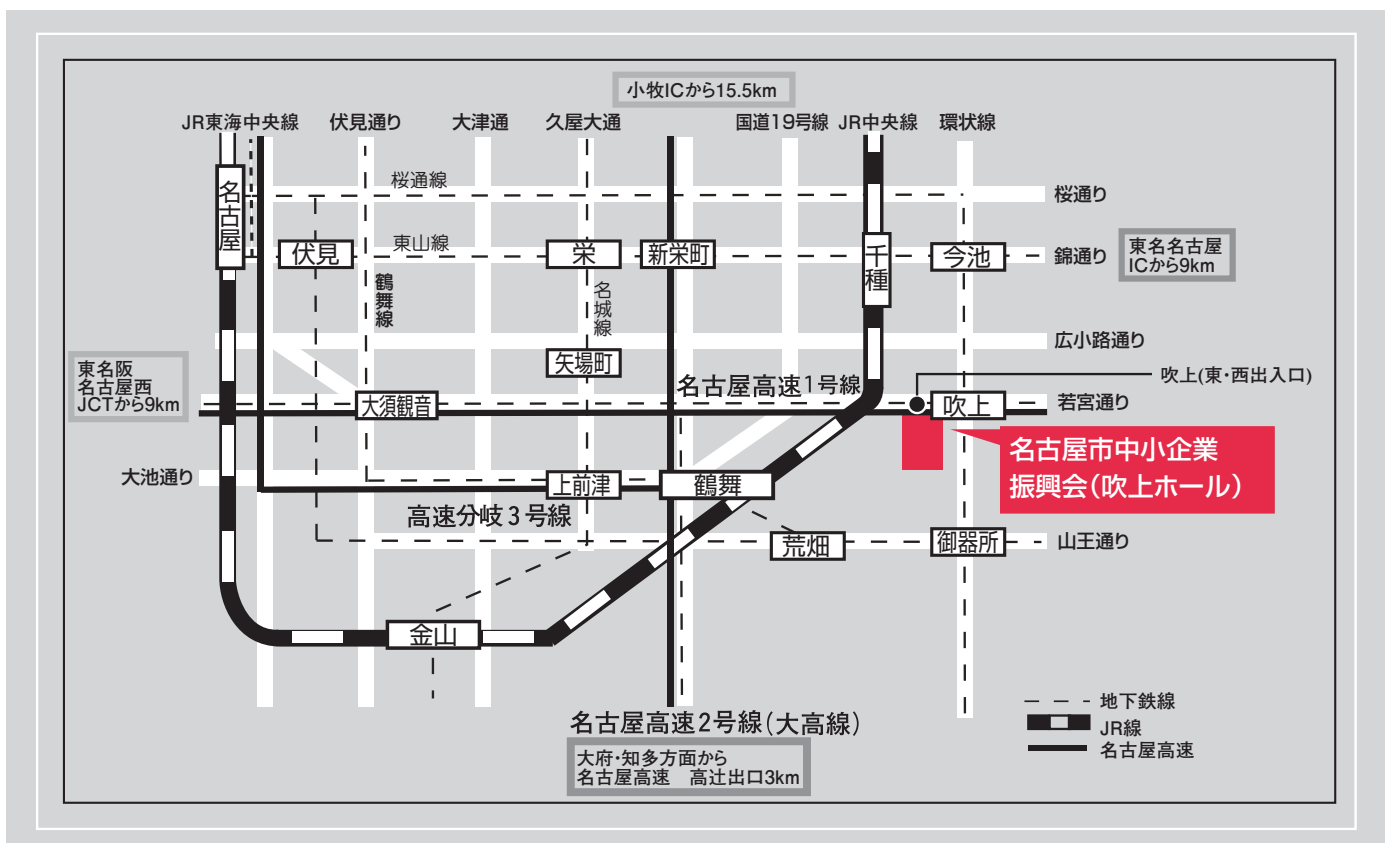 小牧ICから15.5km
JR東海中央線
伏見通り
大津通
久屋大通
国道19号線
JR中央線
環状線
桜通線
桜通り
名古屋
伏見
東山線
栄
新栄町
千種
今池
錦通り
東名名古屋
ICから9km
鶴舞線
名城線
広小路通り
矢場町
東名阪
名古屋西
JCTから9km
名古屋高速1号線
吹上(東・西出入口)
大須観音
吹上
若宮通り
名古屋市中小企業
振興会(吹上ホール)
大池通り
上前津
鶴舞
高速分岐3号線
荒畑
御器所
山王通り
金山
名古屋高速2号線(大高線)
大府・知多方面から
名古屋高速　高辻出口3km
地下鉄線
JR線
名古屋高速